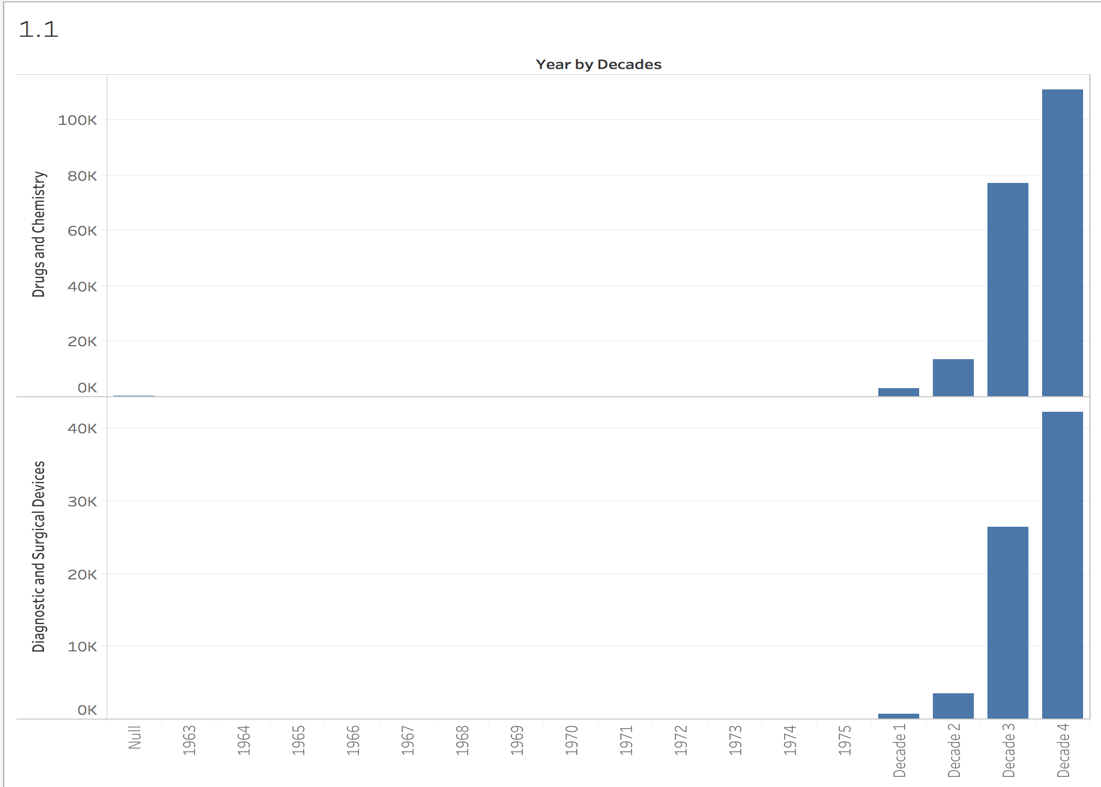 1.1
Year by Decades
Drugs and Chemistry
100K
80K
60K
40K
20K
0K
Diagnostic and Surgical Devices
40K
30K
20K
10K
0K
Null
1963
1964
1965
1966
1967
1968
1969
1970
1971
1972
1973
1974
1975
Decade 1
Decade 2
Decade 3
Decade 4